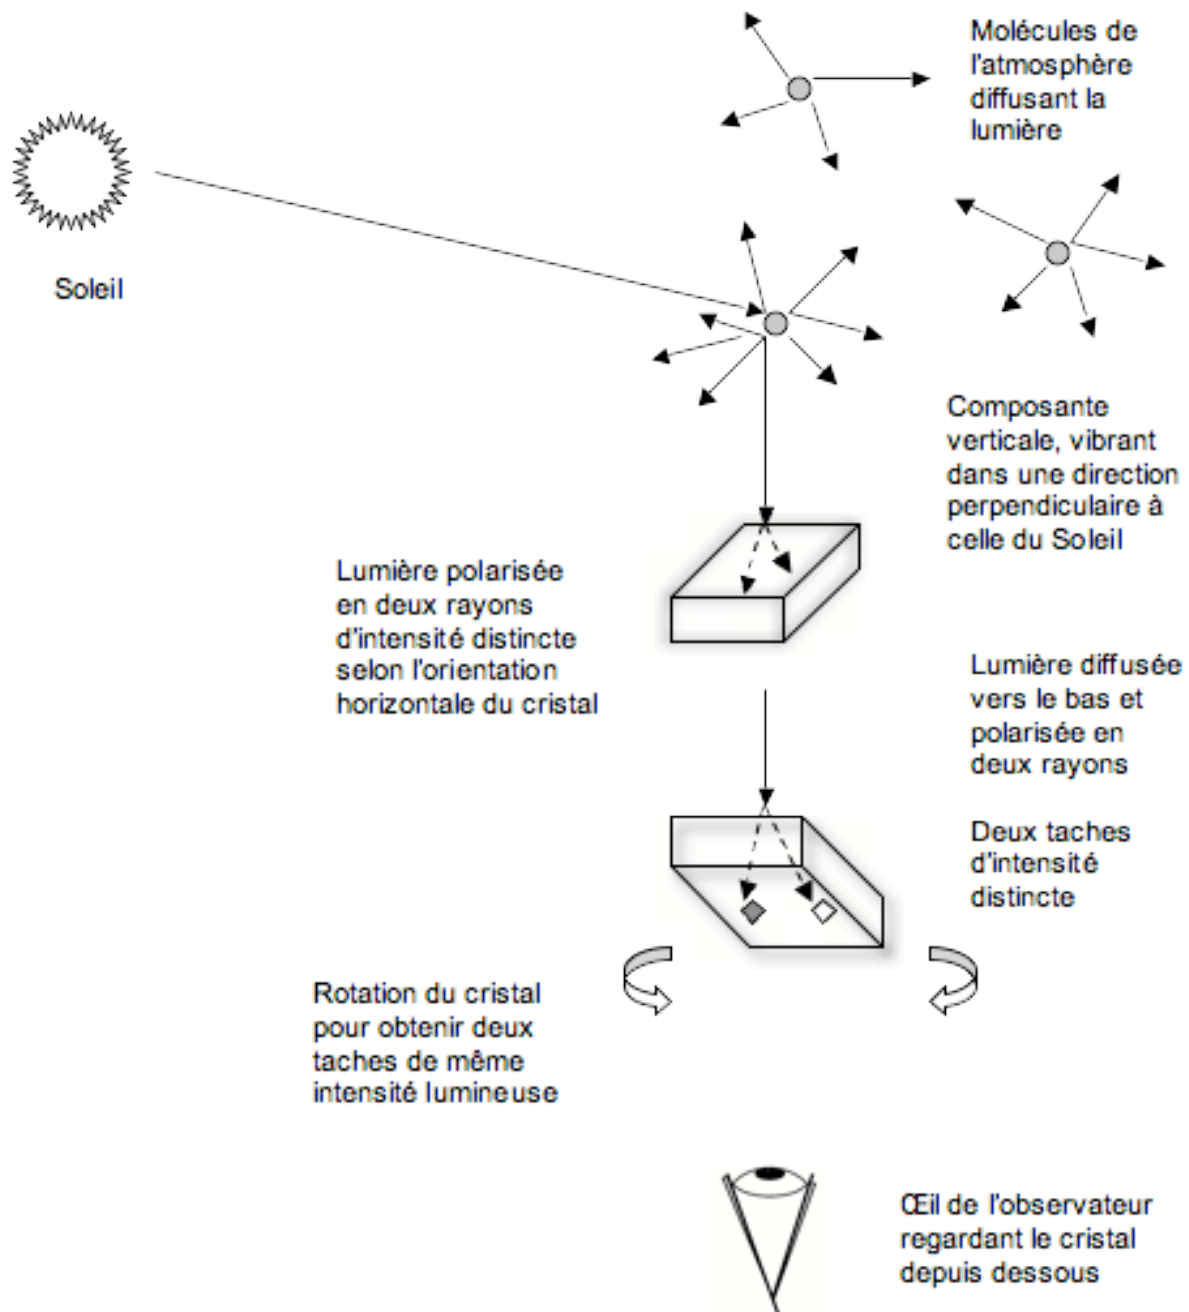 Molécules de
l'atmosphère
diffusant la
lumière
Soleil
Composante
verticale, vibrant
dans une direction
perpendiculaire à
celle du Soleil
Lumière polarisée
en deux rayons
d'intensité distincte
selon l'orientation
horizontale du cristal
Lumière diffusée
vers le bas et
polarisée en
deux rayons
Deux taches
d'intensité
distincte
Rotation du cristal
pour obtenir deux
taches de même
intensité lumineuse
Œil de l'observateur
regardant le cristal
depuis dessous